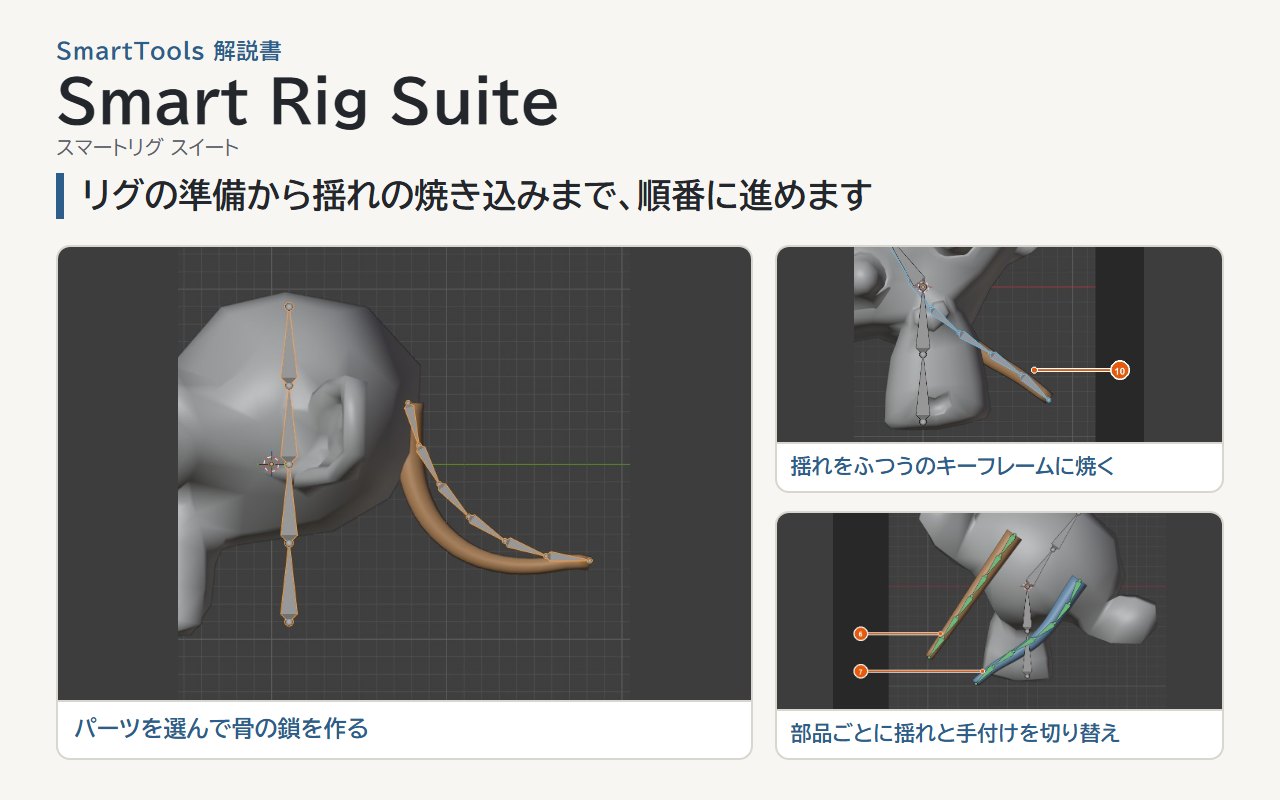 SmartTools 解説書
Smart Rig Suite
スマートリグ スイート
リグの準備から揺れの焼き込みまで、順番に進めます
パーツを選んで骨の鎖を作る
10
揺れをふつうのキーフレームに焼く
6
7
部品ごとに揺れと手付けを切り替え